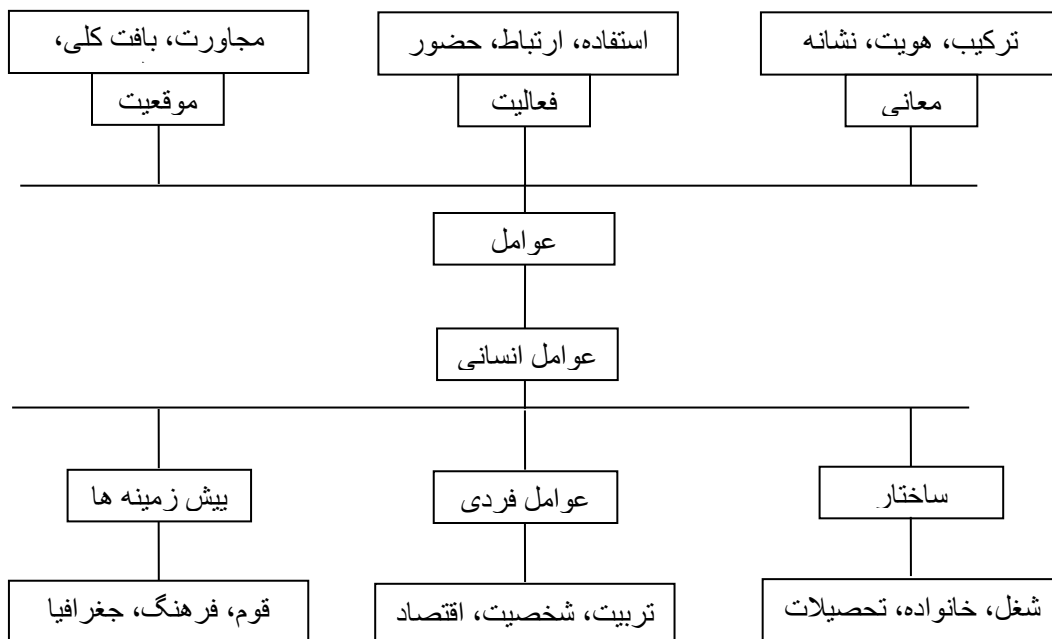 ترکیب، هویت، نشانه
استفاده، ارتباط، حضور
مجاورت، بافت کلی،
معانی
فعالیت
موقعیت
عوامل
عوامل انسانی
ساختار
عوامل فردی
پیش زمینه ها
شغل، خانواده، تحصیلات
تربیت، شخصیت، اقتصاد
قوم، فرهنگ، جغرافیا